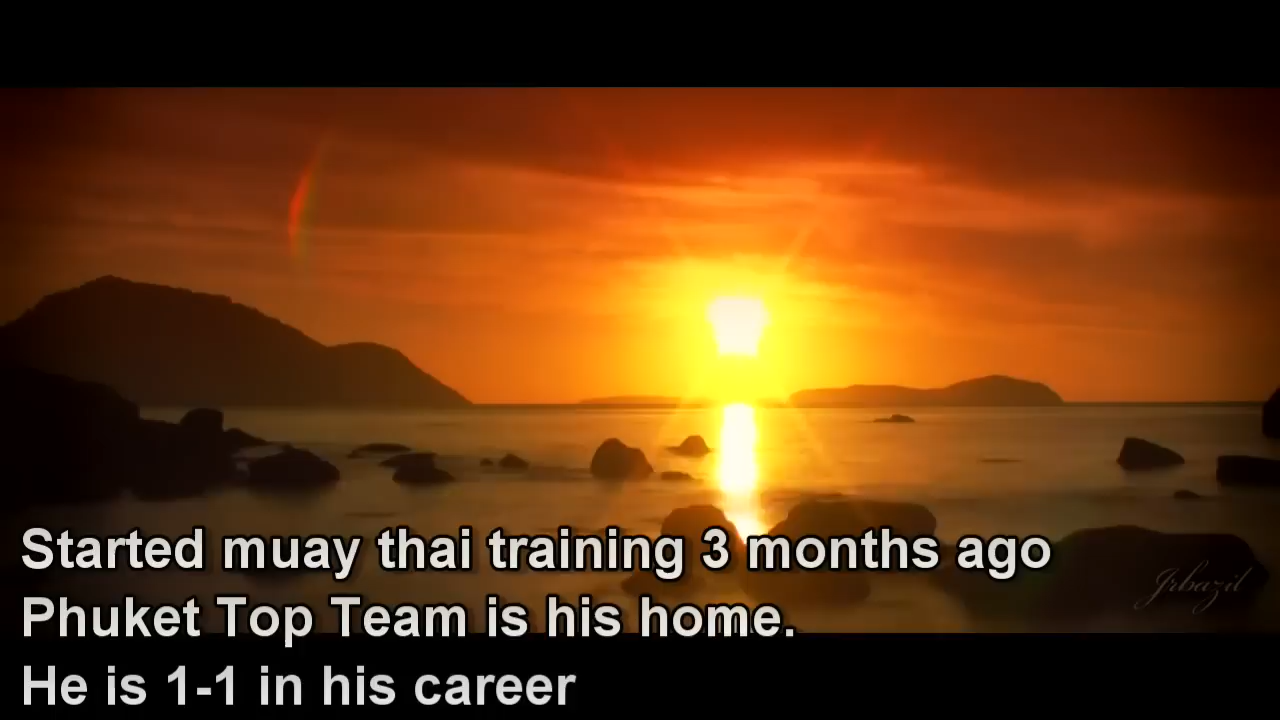 Started muay thai training 3 months ago
Phuket Top Team is his home.
He is 1-1 in his career
Jrbazil